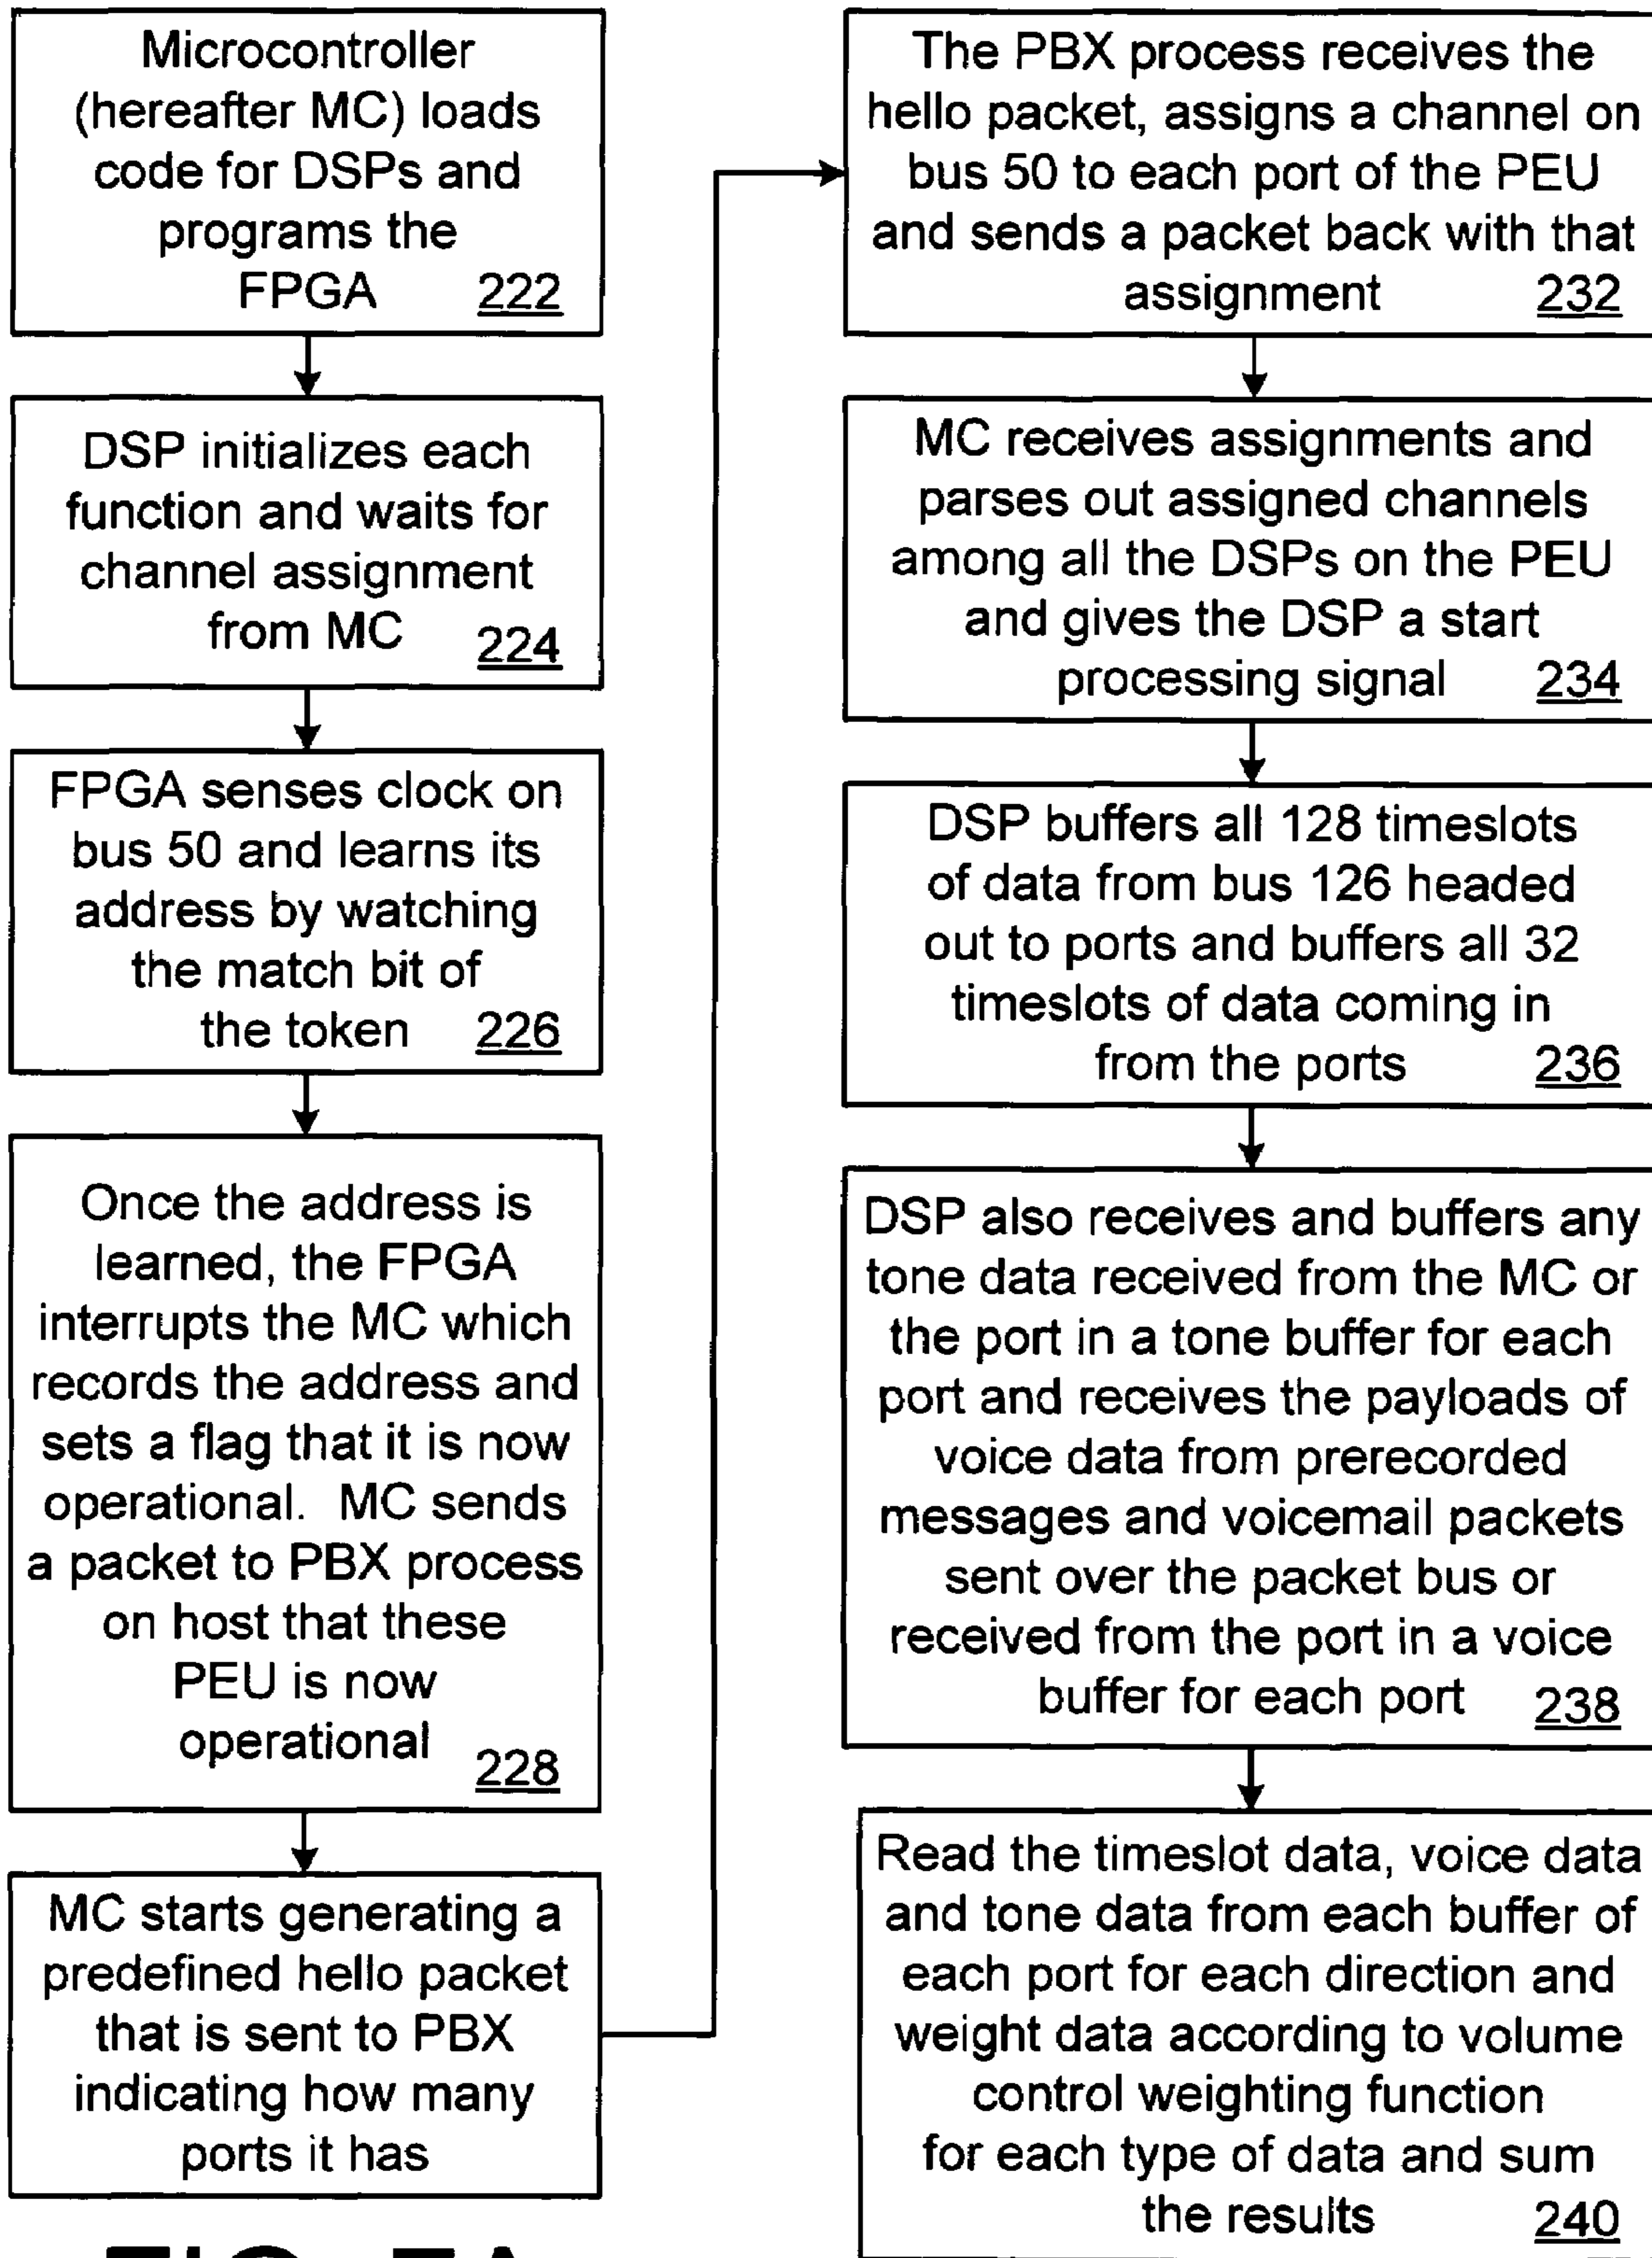 Microcontroller
(hereafter MC) loads
code for DSPs and
programs the
FPGA 222
DSP initializes each
function and waits for
channel assignment
from MC 224
FPGA senses clock on
bus 50 and learns its
address by watching
the match bit of
the token 226
Once the address is
learned, the FPGA
interrupts the MC which
records the address and
sets a flag that it is now
operational. MC sends
a packet to PBX process
on host that these
PEU is now
operational 228
MC starts generating a
predefined hello packet
that is sent to PBX
indicating how many
ports it has
The PBX process receives the
hello packet, assigns a channel on
bus 50 to each port of the PEU
and sends a packet back with that
assignment 232
MC receives assignments and
parses out assigned channels
among all the DSPs on the PEU
and gives the DSP a start
processing signal 234
DSP buffers all 128 timeslots
of data from bus 126 headed
out to ports and buffers all 32
timeslots of data coming in
from the ports 236
DSP also receives and buffers any
tone data received from the MC or
the port in a tone buffer for each
port and receives the payloads of
voice data from prerecorded
messages and voicemail packets
sent over the packet bus or
received from the port in a voice
buffer for each port 238
Read the timeslot data, voice data
and tone data from each buffer of
each port for each direction and
weight data according to volume
control weighting function
for each type of data and sum
the results 240